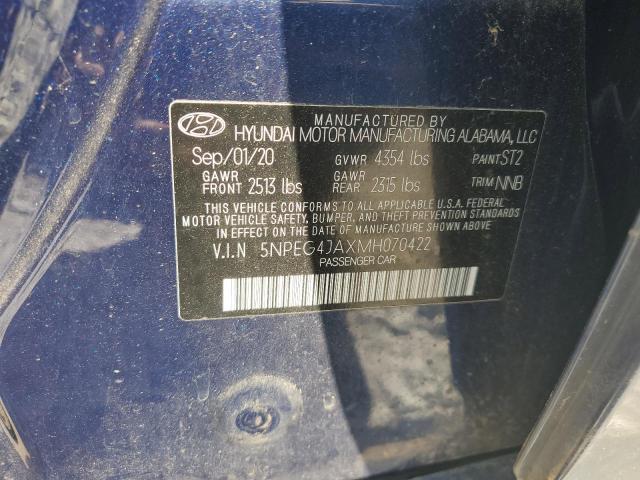 MANUFACTURED BY
HYUNDAI MOTOR MANUFACTURING ALABAMA, LLC
Sep/01/20 GVWR 4354 lbs PAINT ST2
GAWR FRONT 2513 lbs GAWR REAR 2315 lbs TRIM NNB
THIS VEHICLE CONFORMS TO ALL APPLICABLE U.S.A. FEDERAL
MOTOR VEHICLE SAFETY, BUMPER, AND THEFT PREVENTION STANDARDS
IN EFFECT ON THE DATE OF MANUFACTURE SHOWN ABOVE.
V.I.N 5NPEG4JAXMH070422
PASSENGER CAR